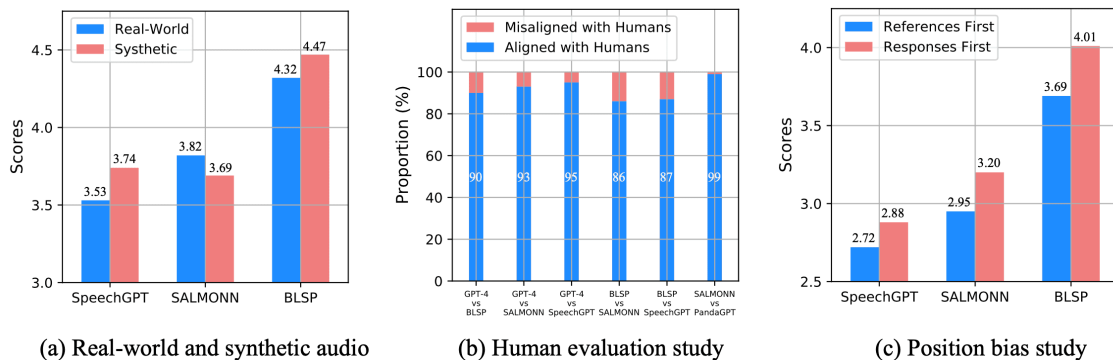 Real-World
Systhetic
Scores
4.5
4.0
3.5
3.0
3.53
3.74
3.82
3.69
4.32
4.47
SpeechGPT
SALMONN
BLSP
(a) Real-world and synthetic audio
Misaligned with Humans
Aligned with Humans
Proportion (%)
100
80
60
40
20
0
90
93
95
86
87
99
GPT-4
vs
BLSP
GPT-4
vs
SALMONN
GPT-4
vs
SpeechGPT
BLSP
vs
SALMONN
BLSP
vs
SpeechGPT
SALMONN
vs
PandaGPT
(b) Human evaluation study
References First
Responses First
Scores
4.0
3.5
3.0
2.5
2.72
2.88
2.95
3.20
3.69
4.01
SpeechGPT
SALMONN
BLSP
(c) Position bias study